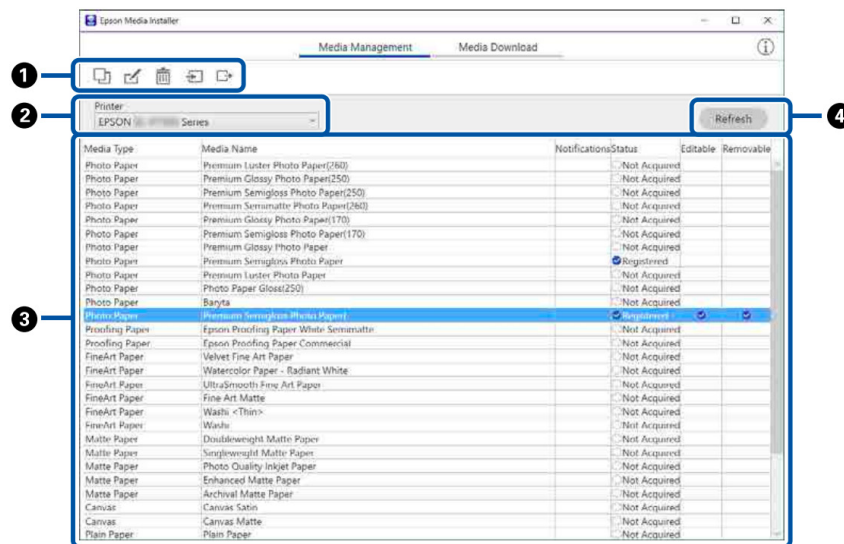 Epson Media Installer
Media Management Media Download
1
2
Printer
EPSON Series
Refresh
4
Media Type Media Name Notifications Status Editable Removable
Photo Paper Premium Luster Photo Paper(260) Not Acquired
Photo Paper Premium Glossy Photo Paper(250) Not Acquired
Photo Paper Premium Semigloss Photo Paper(250) Not Acquired
Photo Paper Premium Semimatte Photo Paper(260) Not Acquired
Photo Paper Premium Glossy Photo Paper(170) Not Acquired
Photo Paper Premium Semigloss Photo Paper(170) Not Acquired
Photo Paper Premium Glossy Photo Paper Not Acquired
Photo Paper Premium Semigloss Photo Paper Registered
Photo Paper Premium Luster Photo Paper Not Acquired
Photo Paper Photo Paper Gloss(250) Not Acquired
Photo Paper Baryta Not Acquired
3
Photo Paper Premium Semigloss Photo Paper1 Registered
Proofing Paper Epson Proofing Paper White Semimatte Not Acquired
Proofing Paper Epson Proofing Paper Commercial Not Acquired
FineArt Paper Velvet Fine Art Paper Not Acquired
FineArt Paper Watercolor Paper - Radiant White Not Acquired
FineArt Paper UltraSmooth Fine Art Paper Not Acquired
FineArt Paper Fine Art Matte Not Acquired
FineArt Paper Washi <Thin> Not Acquired
FineArt Paper Washi Not Acquired
Matte Paper Doubleweight Matte Paper Not Acquired
Matte Paper Singleweight Matte Paper Not Acquired
Matte Paper Photo Quality Inkjet Paper Not Acquired
Matte Paper Enhanced Matte Paper Not Acquired
Matte Paper Archival Matte Paper Not Acquired
Canvas Canvas Satin Not Acquired
Canvas Canvas Matte Not Acquired
Plain Paper Plain Paper Not Acquired